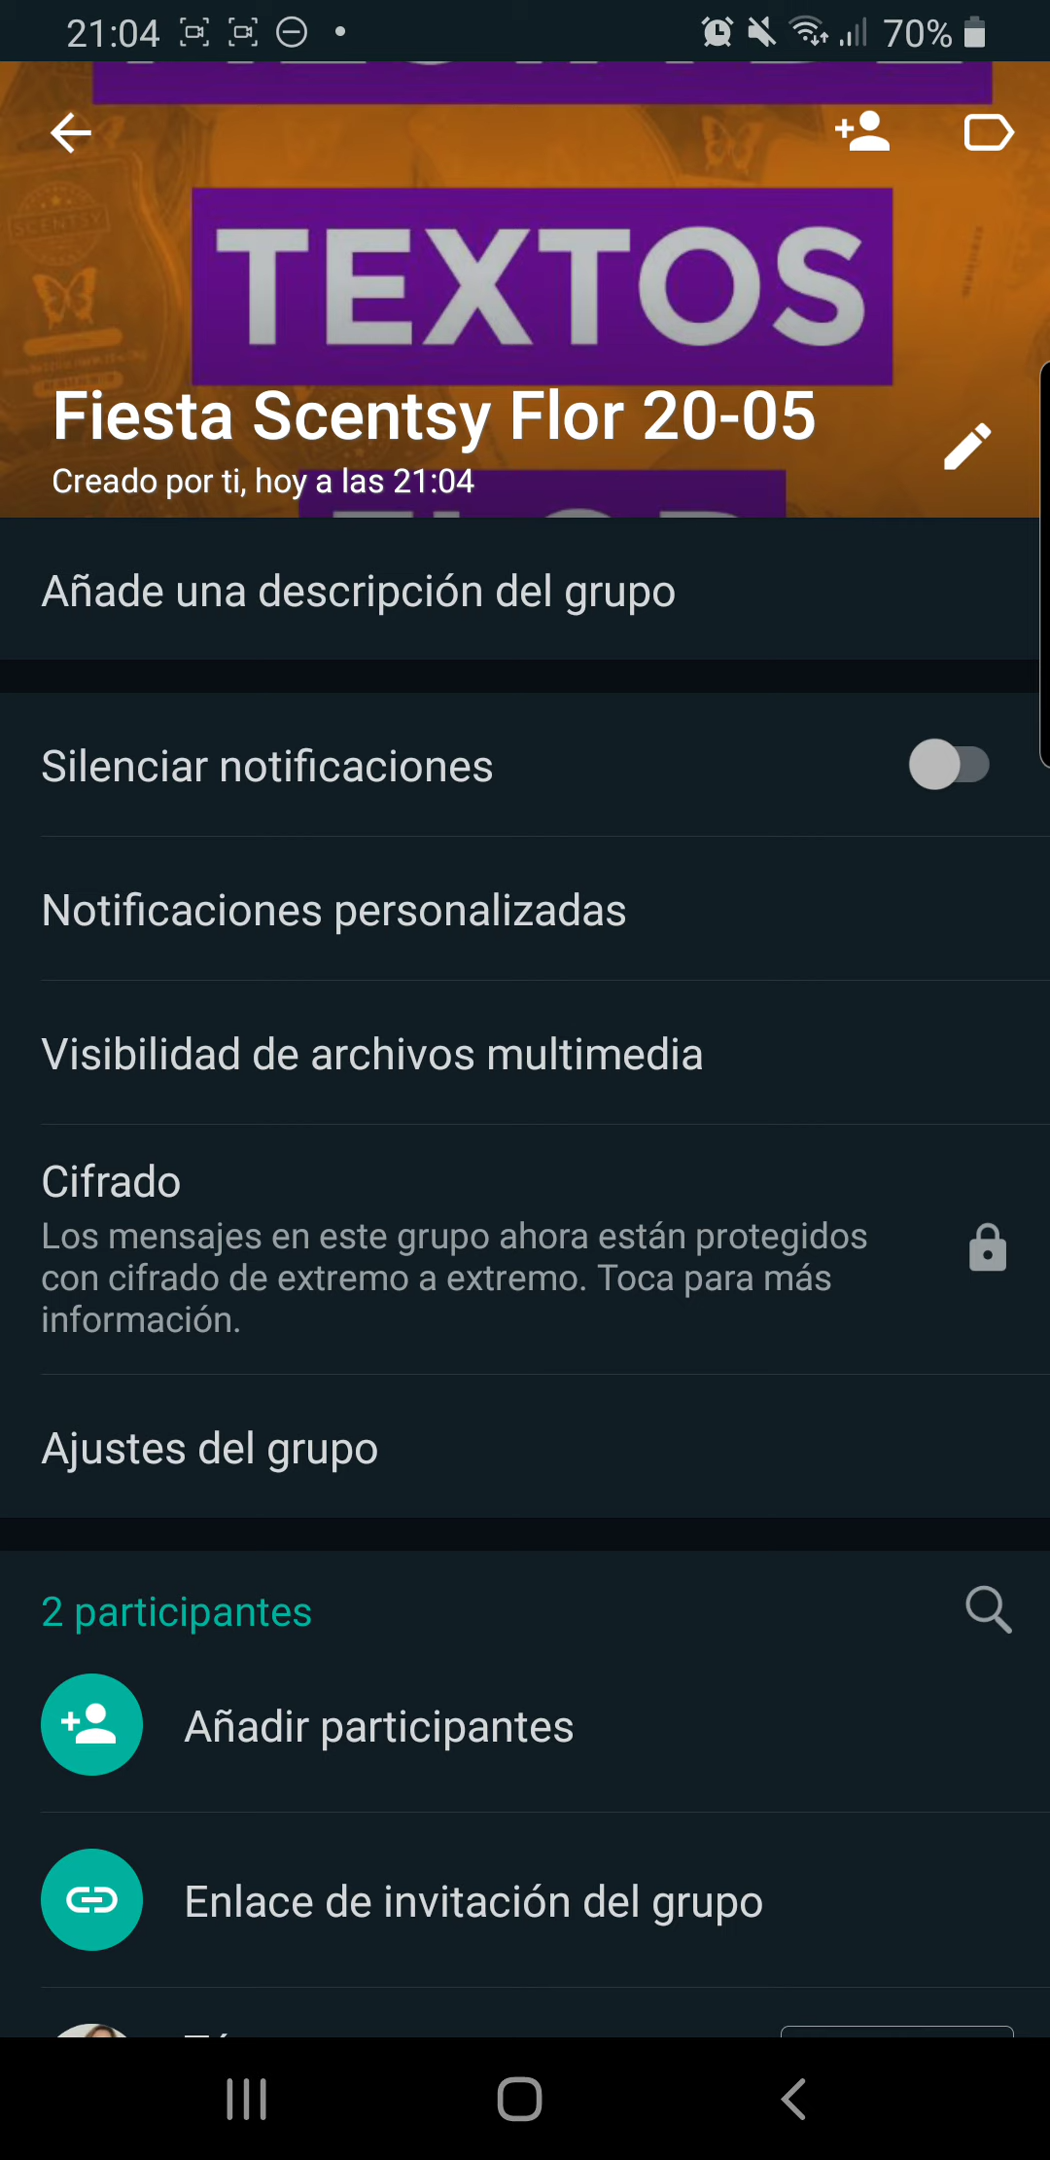 21:04
70%
TEXTOS
SCENTSY
Fiesta Scentsy Flor 20-05
Creado por ti, hoy a las 21:04
Añade una descripción del grupo
Silenciar notificaciones
Notificaciones personalizadas
Visibilidad de archivos multimedia
Cifrado
Los mensajes en este grupo ahora están protegidos
con cifrado de extremo a extremo. Toca para más
información.
Ajustes del grupo
2 participantes
Añadir participantes
Enlace de invitación del grupo